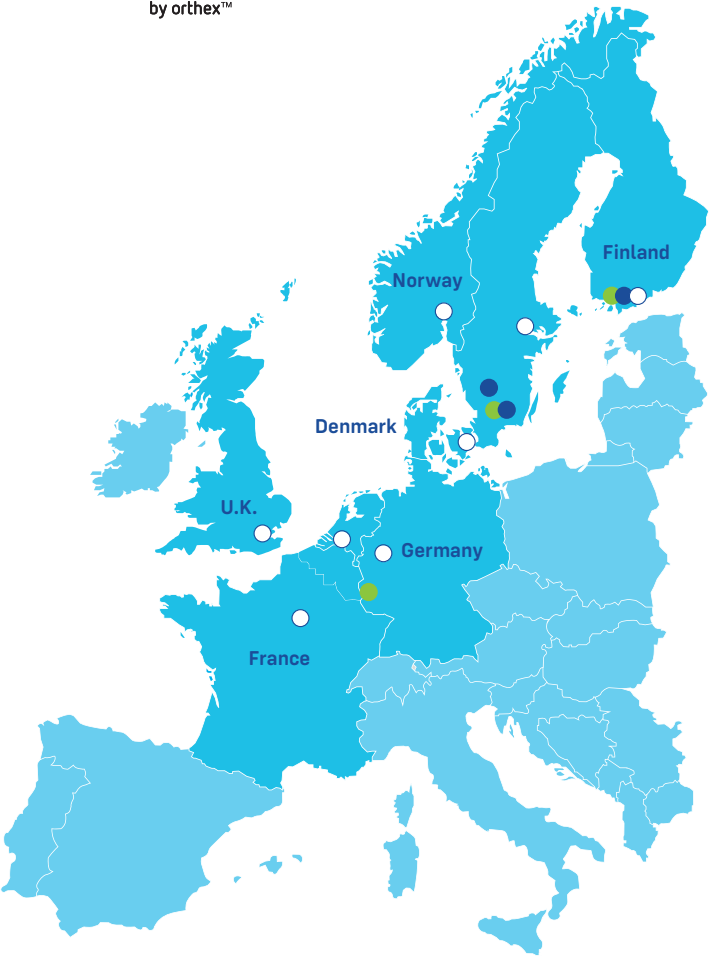 by orthex™
Finland
Norway
Denmark
U.K.
Germany
France